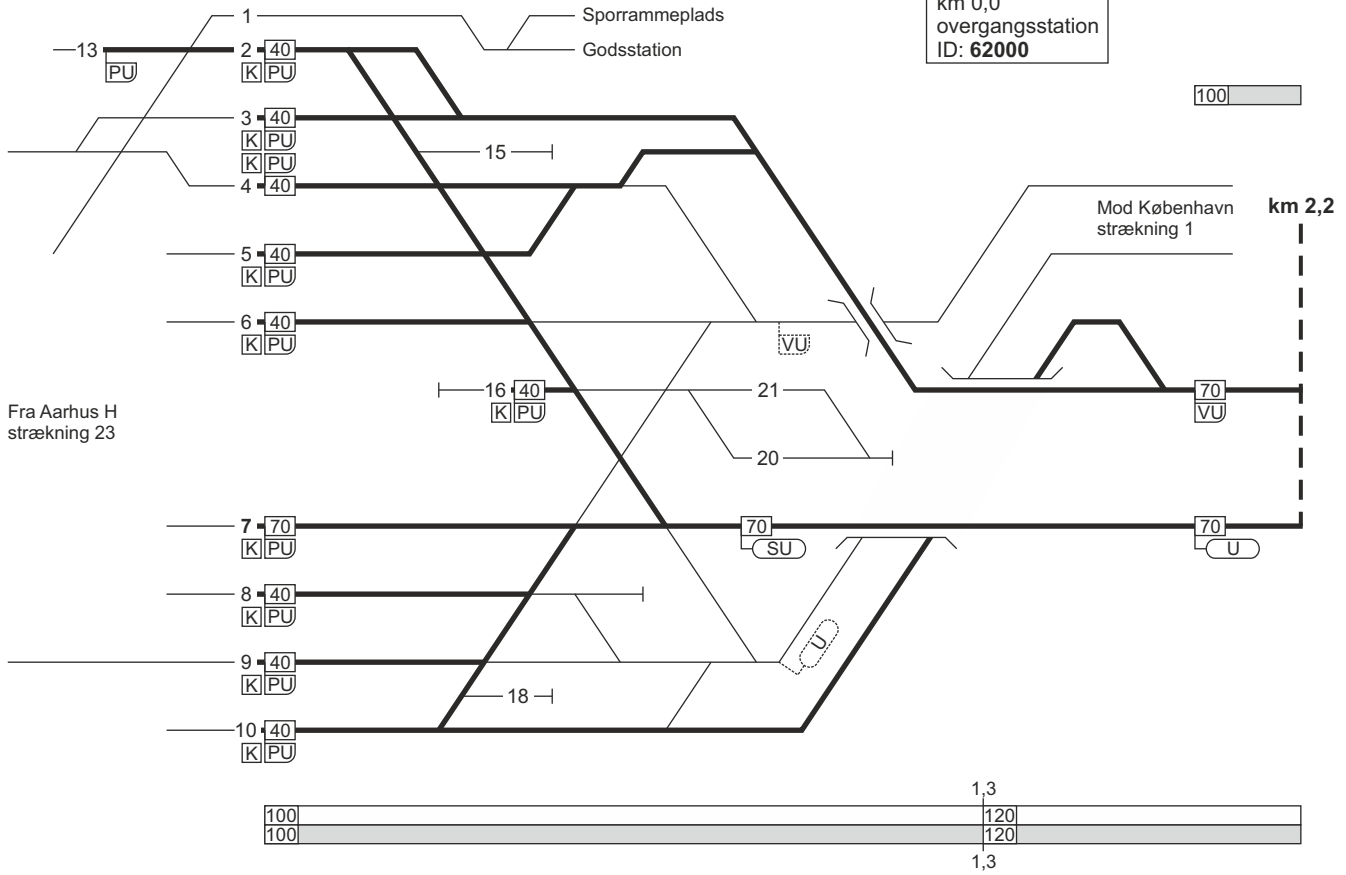 km 0,0
overgangsstation
ID: 62000
1
Sporrammeplads
13
2 40
Godsstation
PU
K PU
100
3 40
K PU
15
K PU
4 40
Mod København
strækning 1
km 2,2
5 40
K PU
6 40
K PU
VU
16 40
21
70
K PU
VU
Fra Aarhus H
strækning 23
20
7 70
70
70
K PU
SU
U
8 40
K PU
U
9 40
K PU
18
10 40
K PU
1,3
100
120
100
120
1,3